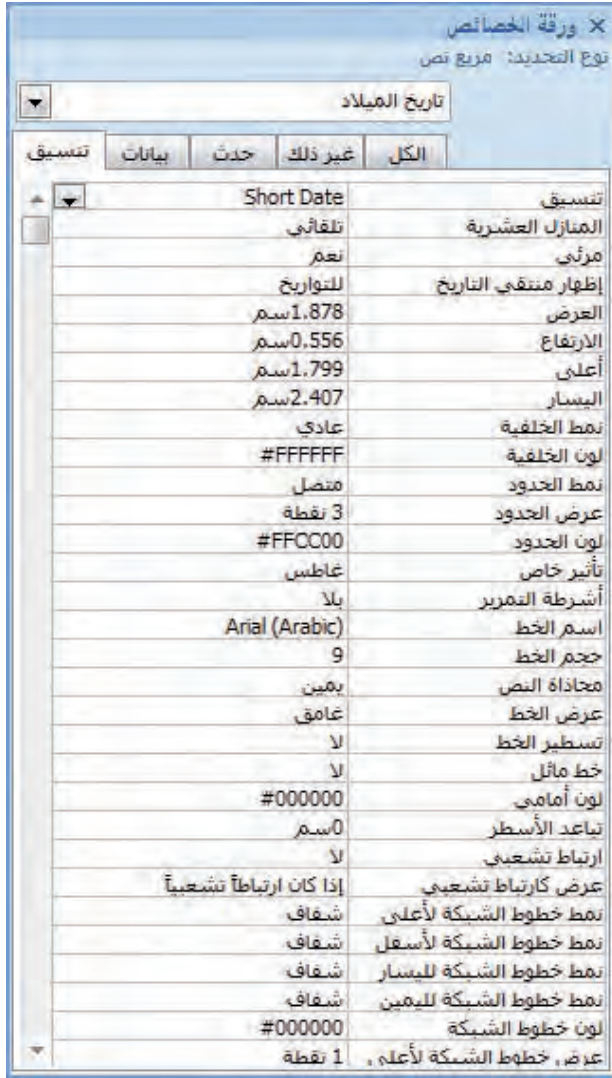 ورقة الخصائص
نوع التحديد: مربع نص
تاريخ الميلاد
الكل غير ذلك حدث بيانات تنسيق
تنسيق Short Date
المنازل العشرية تلقائي
مرئي نعم
إظهار منتقي التاريخ للتواريخ
العرض 1.878سم
الارتفاع 0.556سم
أعلى 1.799سم
اليسار 2.407سم
نمط الخلفية عادي
لون الخلفية #FFFFFF
نمط الحدود متصل
عرض الحدود 3 نقطة
لون الحدود #FFCC00
تأثير خاص غاطس
أشرطة التمرير بلا
اسم الخط Arial (Arabic)
حجم الخط 9
محاذاة النص يمين
عرض الخط غامق
تسطير الخط لا
خط مائل لا
لون أمامي #000000
تباعد الأسطر 0سم
ارتباط تشعبي لا
عرض كارتباط تشعبي إذا كان ارتباطاً تشعبياً
نمط خطوط الشبكة لأعلى شفاف
نمط خطوط الشبكة لأسفل شفاف
نمط خطوط الشبكة لليسار شفاف
نمط خطوط الشبكة لليمين شفاف
لون خطوط الشبكة #000000
عرض خطوط الشبكة لأعلى 1 نقطة